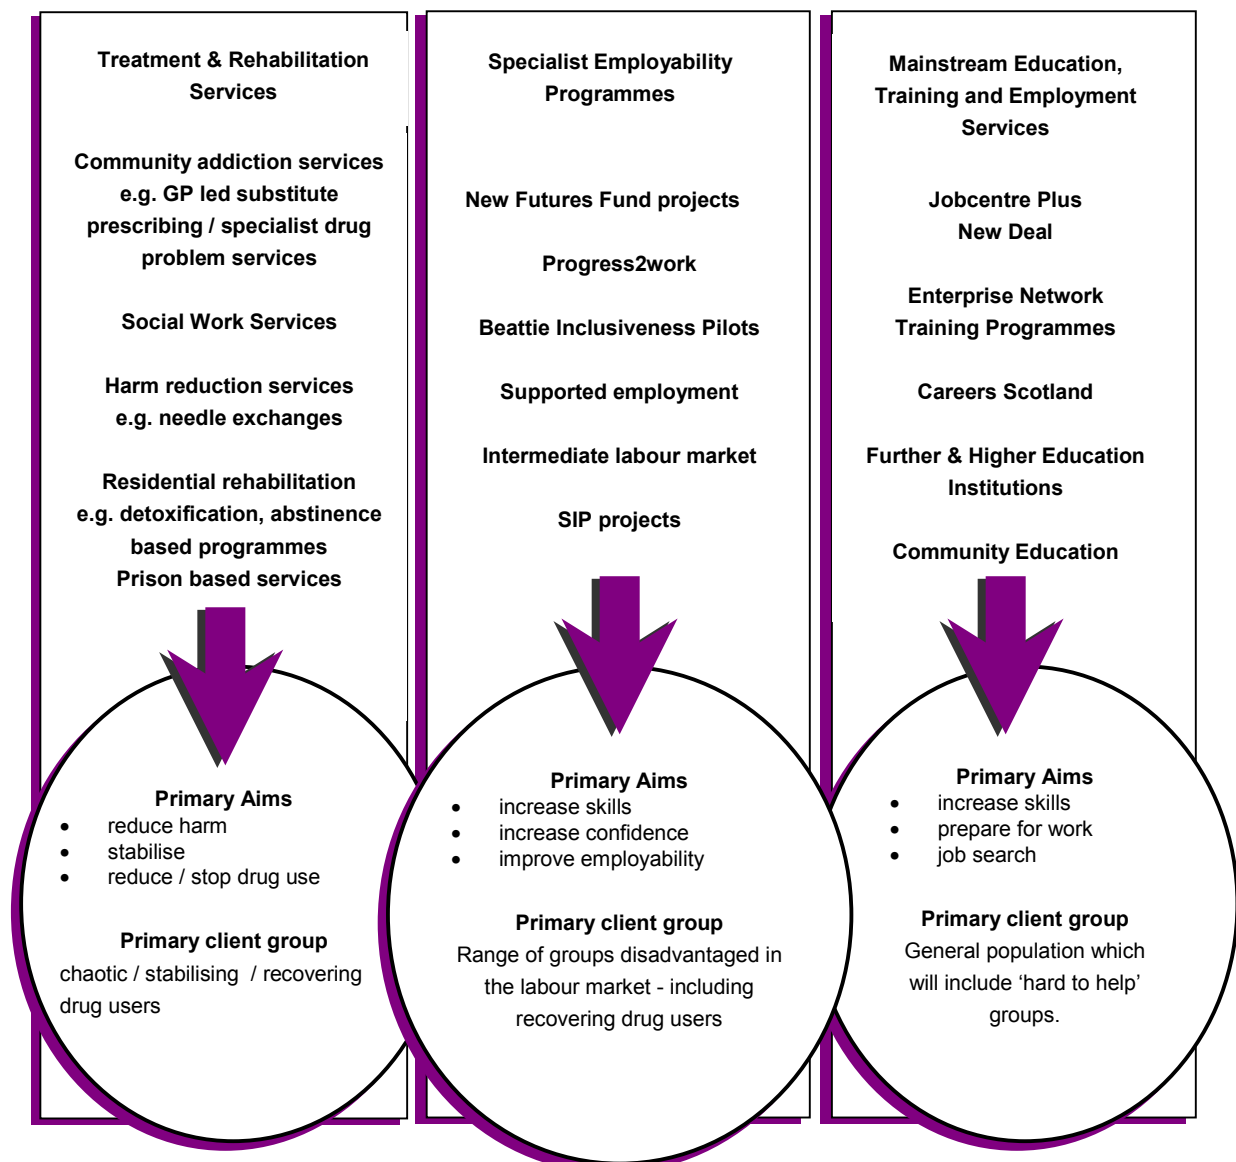 Treatment & Rehabilitation
Services
Community addiction services
e.g. GP led substitute
prescribing / specialist drug
problem services
Social Work Services
Harm reduction services
e.g. needle exchanges
Residential rehabilitation
e.g. detoxification, abstinence
based programmes
Prison based services
Primary Aims
• reduce harm
• stabilise
• reduce / stop drug use
Primary client group
chaotic / stabilising / recovering
drug users
Specialist Employability
Programmes
New Futures Fund projects
Progress2work
Beattie Inclusiveness Pilots
Supported employment
Intermediate labour market
SIP projects
Primary Aims
• increase skills
• increase confidence
• improve employability
Primary client group
Range of groups disadvantaged in
the labour market - including
recovering drug users
Mainstream Education,
Training and Employment
Services
Jobcentre Plus
New Deal
Enterprise Network
Training Programmes
Careers Scotland
Further & Higher Education
Institutions
Community Education
Primary Aims
• increase skills
• prepare for work
• job search
Primary client group
General population which
will include ‘hard to help’
groups.